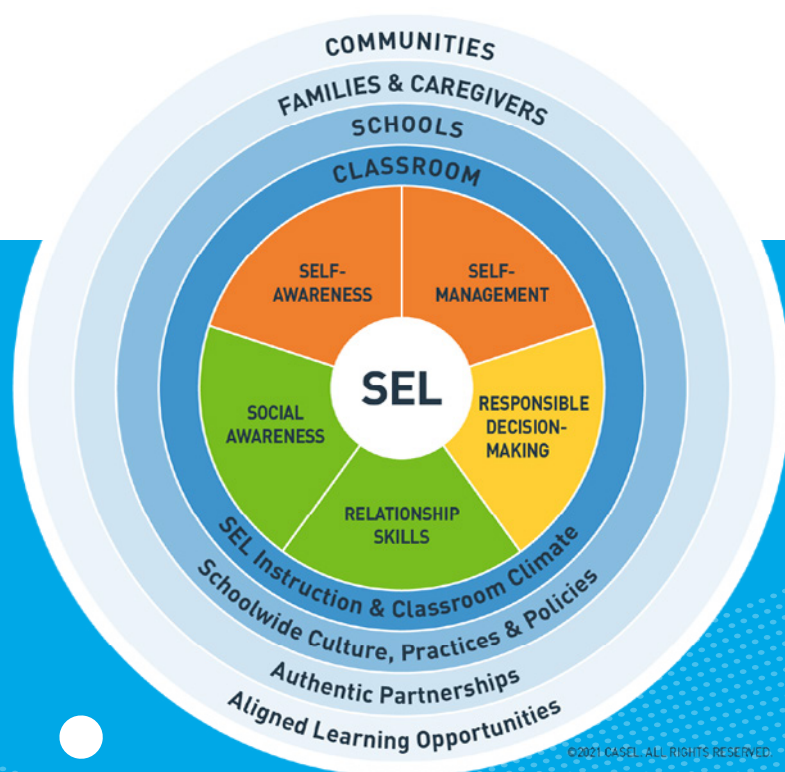 COMMUNITIES
FAMILIES & CAREGIVERS
SCHOOLS
CLASSROOM
SELF-
AWARENESS
SELF-
MANAGEMENT
SEL
SOCIAL
AWARENESS
RESPONSIBLE
DECISION-
MAKING
RELATIONSHIP
SKILLS
SEL Instruction & Classroom Climate
Schoolwide Culture, Practices & Policies
Authentic Partnerships
Aligned Learning Opportunities
©2021 CASEL. ALL RIGHTS RESERVED.